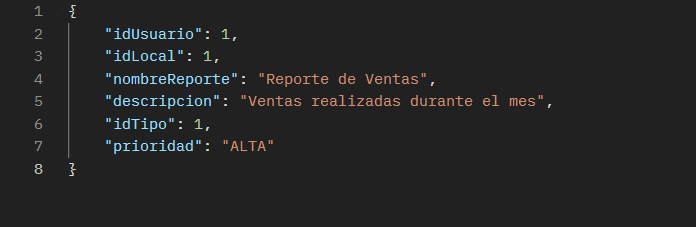 1 {
2 "idUsuario": 1,
3 "idLocal": 1,
4 "nombreReporte": "Reporte de Ventas",
5 "descripcion": "Ventas realizadas durante el mes",
6 "idTipo": 1,
7 "prioridad": "ALTA"
8 }